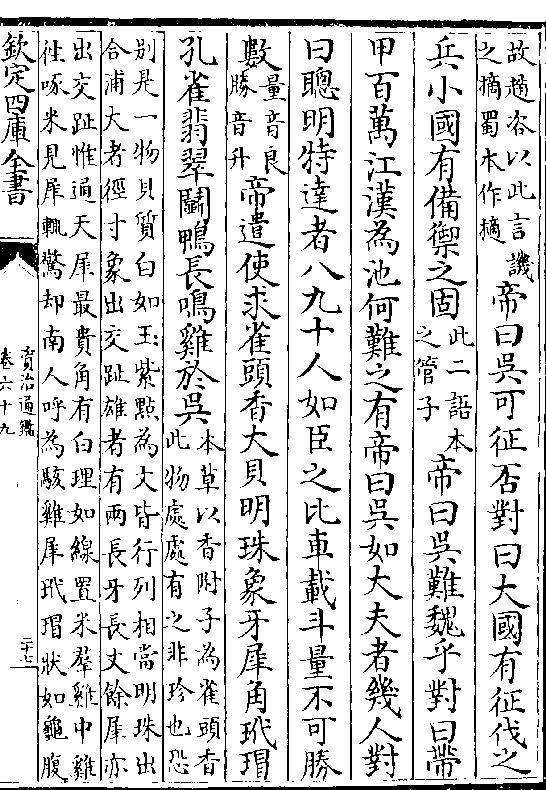 故趙咨以此言譏
之摘蜀本作擿
帝曰吳可征否對曰大國有征伐之
兵小國有備禦之固
此二語本
之管子
帝曰吳難魏乎對曰帶
甲百萬江漢為池何難之有帝曰吳如大夫者幾人對
曰聰明特達者八九十人如臣之比車載斗量不可勝
數
量音良
勝音升
帝遣使求雀頭香大貝明珠象牙犀角玳瑁
孔雀翡翠鬭鴨長鳴雞於吳
本草以香附子為雀頭香
此物處處有之非珍也恐
别是一物貝質白如玉紫點為文皆行列相當明珠出
合浦大者徑寸象出交趾雄者有兩長牙長丈餘犀亦
出交趾惟通天犀最貴角有白理如線置米羣雞中雞
徃啄米見犀輒驚却南人呼為駭雞犀玳瑁狀如龜腹
欽定四庫全書
資治通鑑
卷六十九
二十七